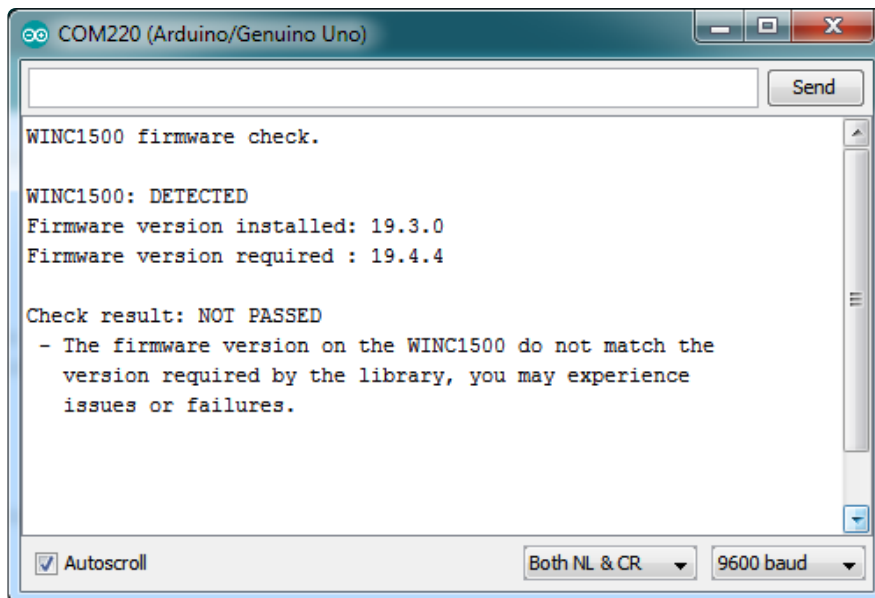 COM220 (Arduino/Genuino Uno)
Send
WINC1500 firmware check.
WINC1500: DETECTED
Firmware version installed: 19.3.0
Firmware version required : 19.4.4
Check result: NOT PASSED
- The firmware version on the WINC1500 do not match the
version required by the library, you may experience
issues or failures.
Autoscroll
Both NL & CR
9600 baud